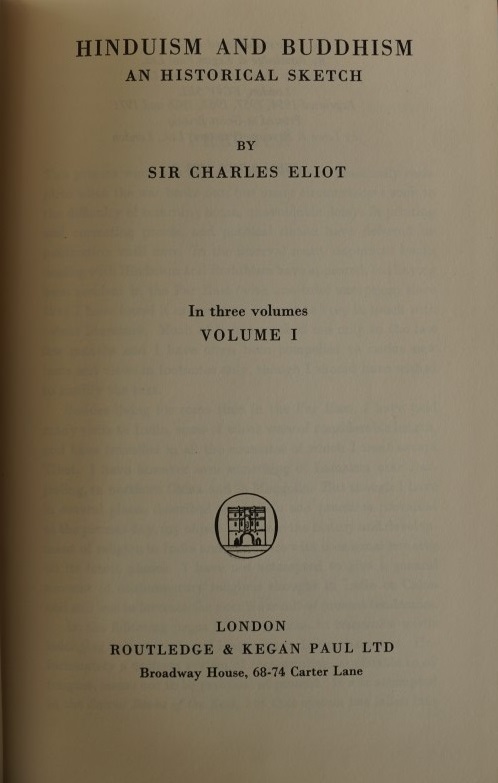 HINDUISM AND BUDDHISM
AN HISTORICAL SKETCH
BY
SIR CHARLES ELIOT
In three volumes
VOLUME I
LONDON
ROUTLEDGE & KEGAN PAUL LTD
Broadway House, 68-74 Carter Lane